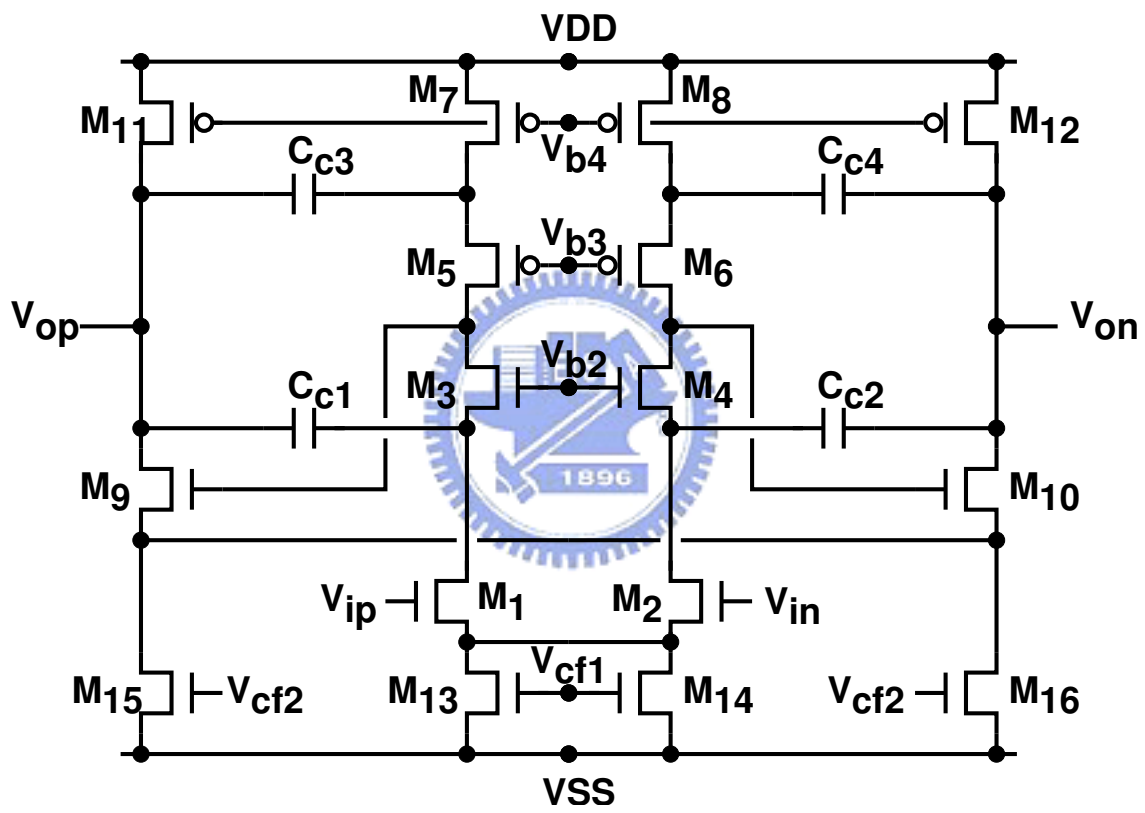 VDD
M7 M8
M11 M12
Vb4
Cc3 Cc4
Vb3
M5 M6
Vop Von
Vb2
M3 M4
Cc1 Cc2
M9 M10
1896
Vip M1 M2 Vin
Vcf1
M15 Vcf2 M13 M14 Vcf2 M16
VSS